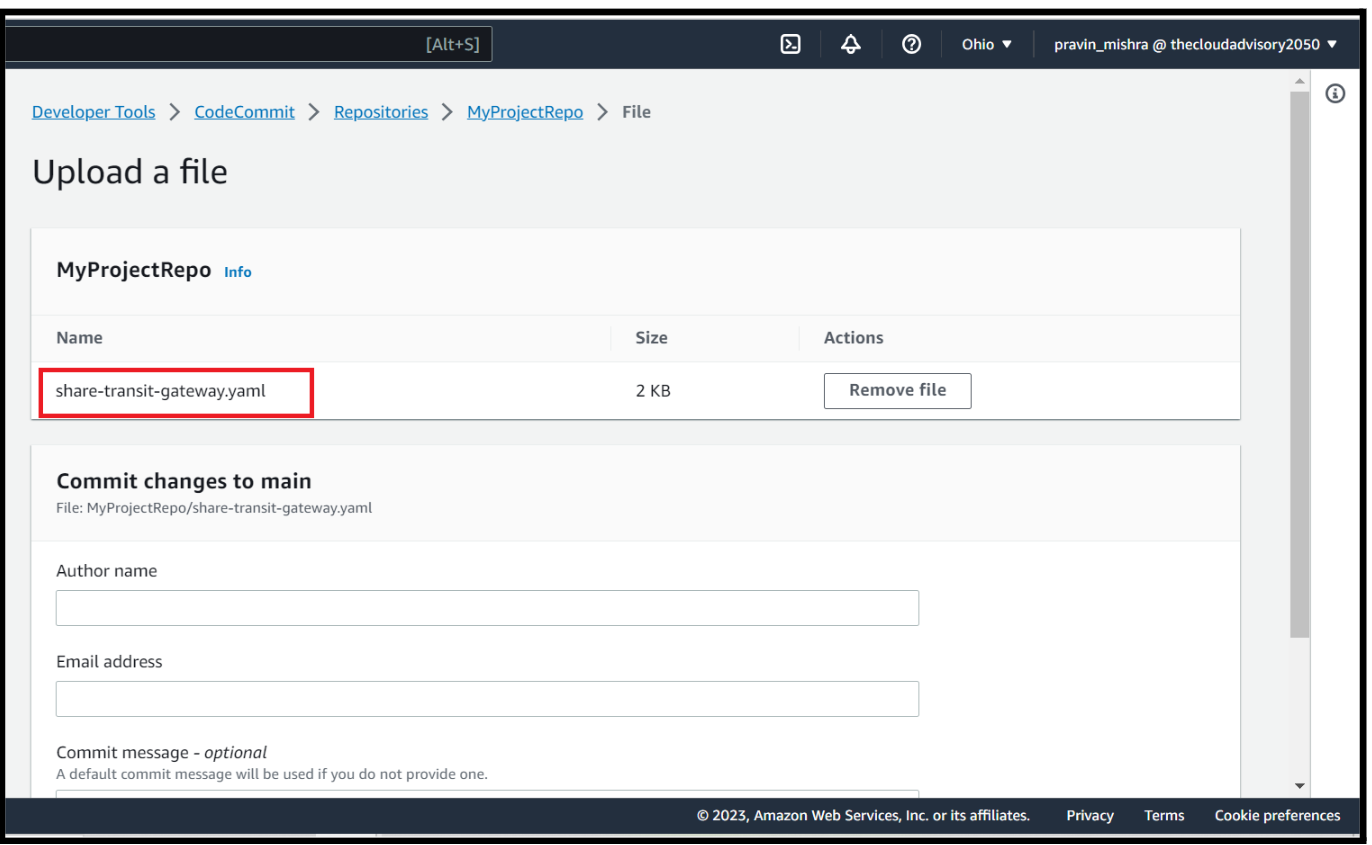 [Alt+S] Ohio ▼ pravin_mishra @ thecloudadvisory2050 ▼
Developer Tools > CodeCommit > Repositories > MyProjectRepo > File
Upload a file
MyProjectRepo Info
Name Size Actions
share-transit-gateway.yaml 2 KB Remove file
Commit changes to main
File: MyProjectRepo/share-transit-gateway.yaml
Author name
Email address
Commit message - optional
A default commit message will be used if you do not provide one.
© 2023, Amazon Web Services, Inc. or its affiliates. Privacy Terms Cookie preferences